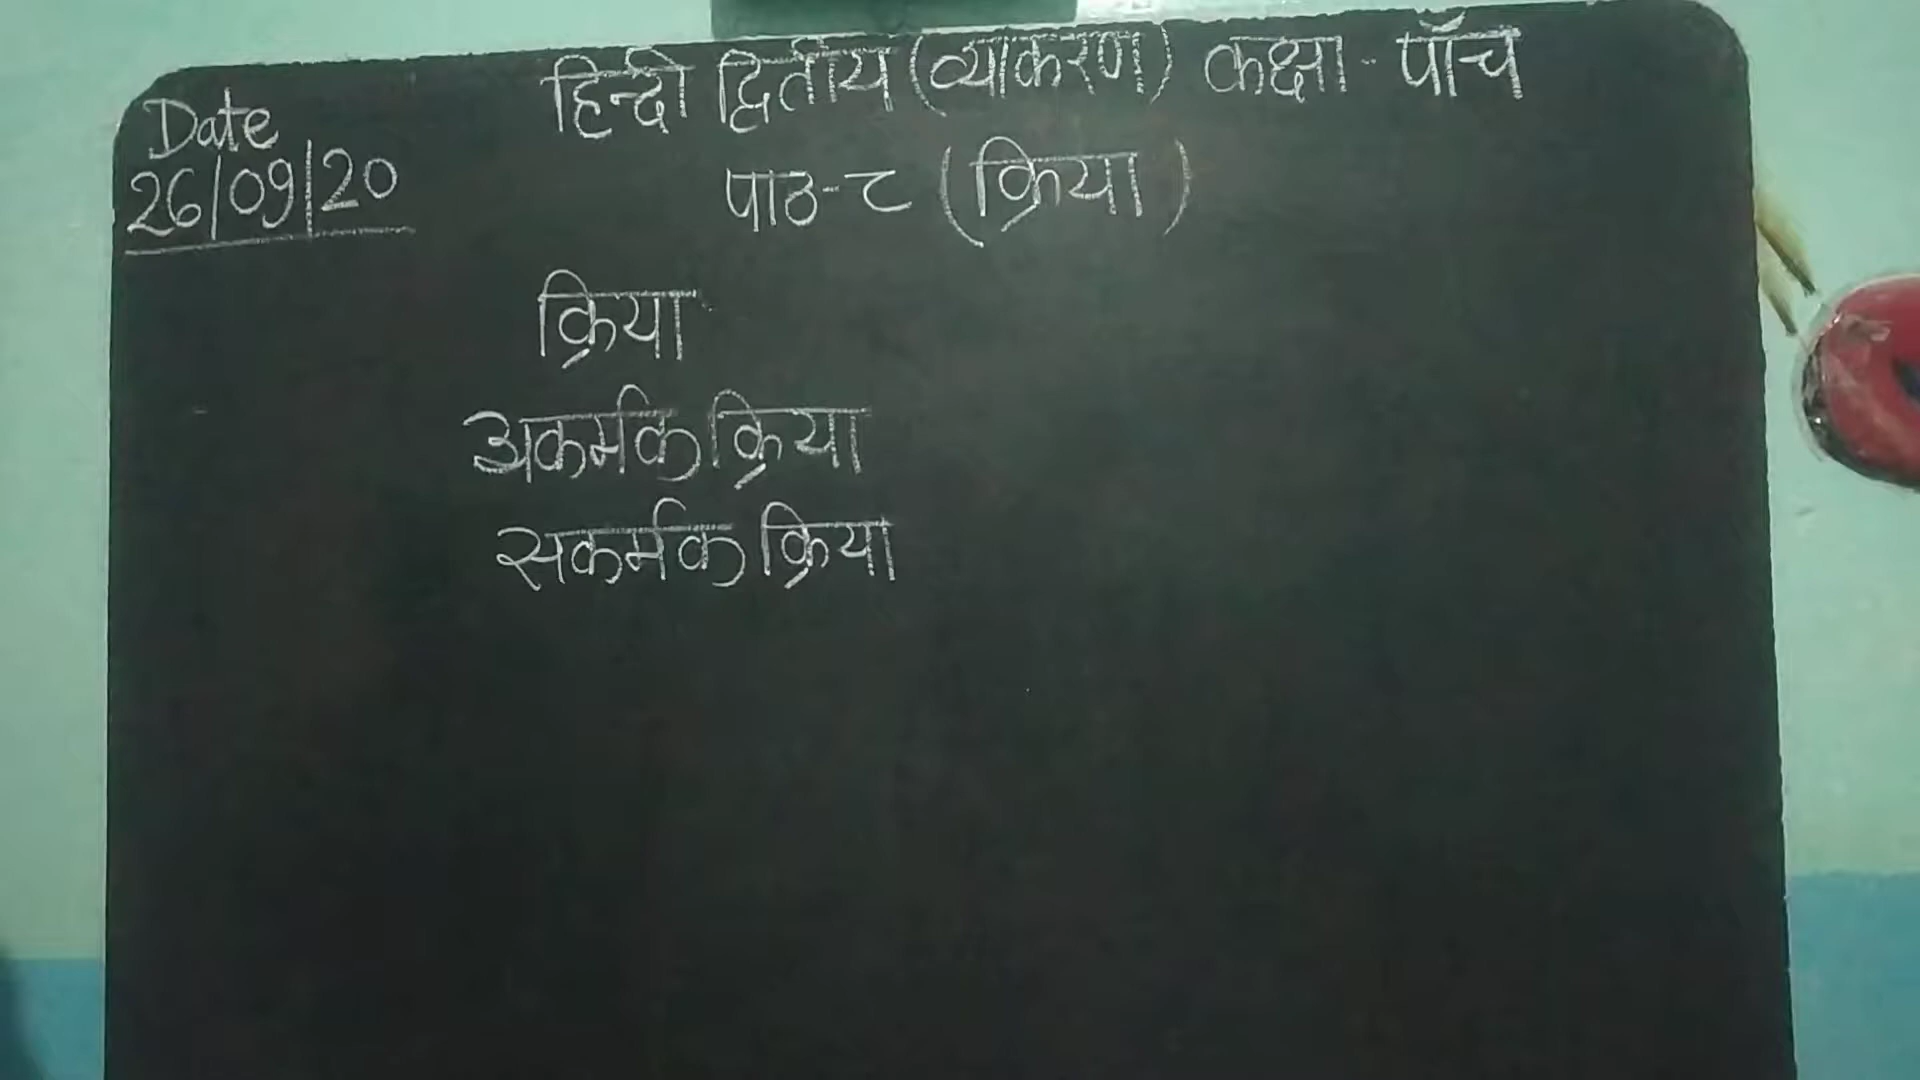 हिन्दी द्वितीय (व्याकरण) कक्षा - पाँच
Date
26/09/20
पाठ-८ (क्रिया)
क्रिया
अकर्मक क्रिया
सकर्मक क्रिया